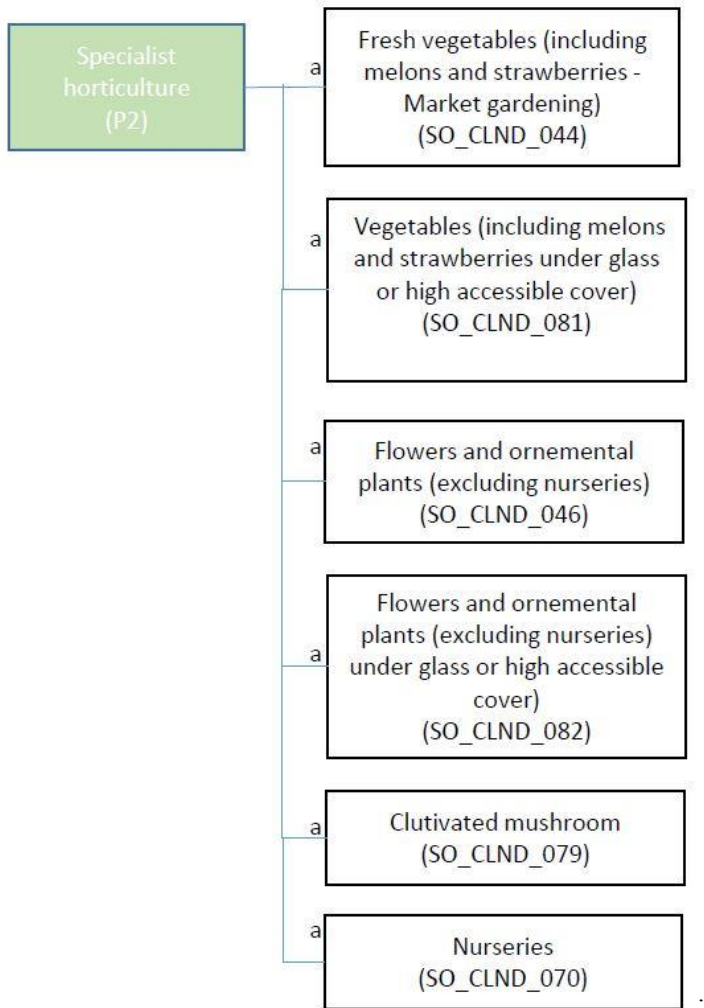 Specialist
horticulture
(P2)
a
Fresh vegetables (including
melons and strawberries -
Market gardening)
(SO_CLND_044)
a
Vegetables (including melons
and strawberries under glass
or high accessible cover)
(SO_CLND_081)
a
Flowers and ornemental
plants (excluding nurseries)
(SO_CLND_046)
a
Flowers and ornemental
plants (excluding nurseries)
under glass or high accessible
cover)
(SO_CLND_082)
a
Clutivated mushroom
(SO_CLND_079)
a
Nurseries
(SO_CLND_070)
.